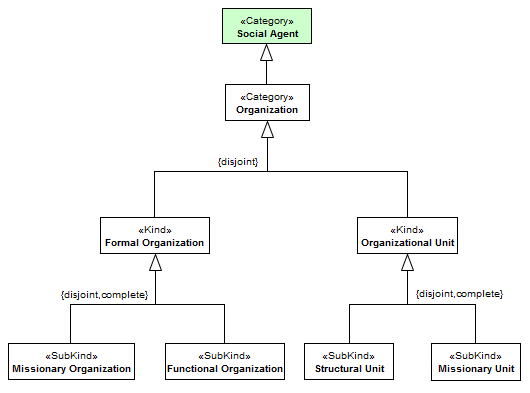 «Category»
Social Agent
«Category»
Organization
{disjoint}
«Kind»
Formal Organization
«Kind»
Organizational Unit
{disjoint,complete}
{disjoint,complete}
«SubKind»
Missionary Organization
«SubKind»
Functional Organization
«SubKind»
Structural Unit
«SubKind»
Missionary Unit